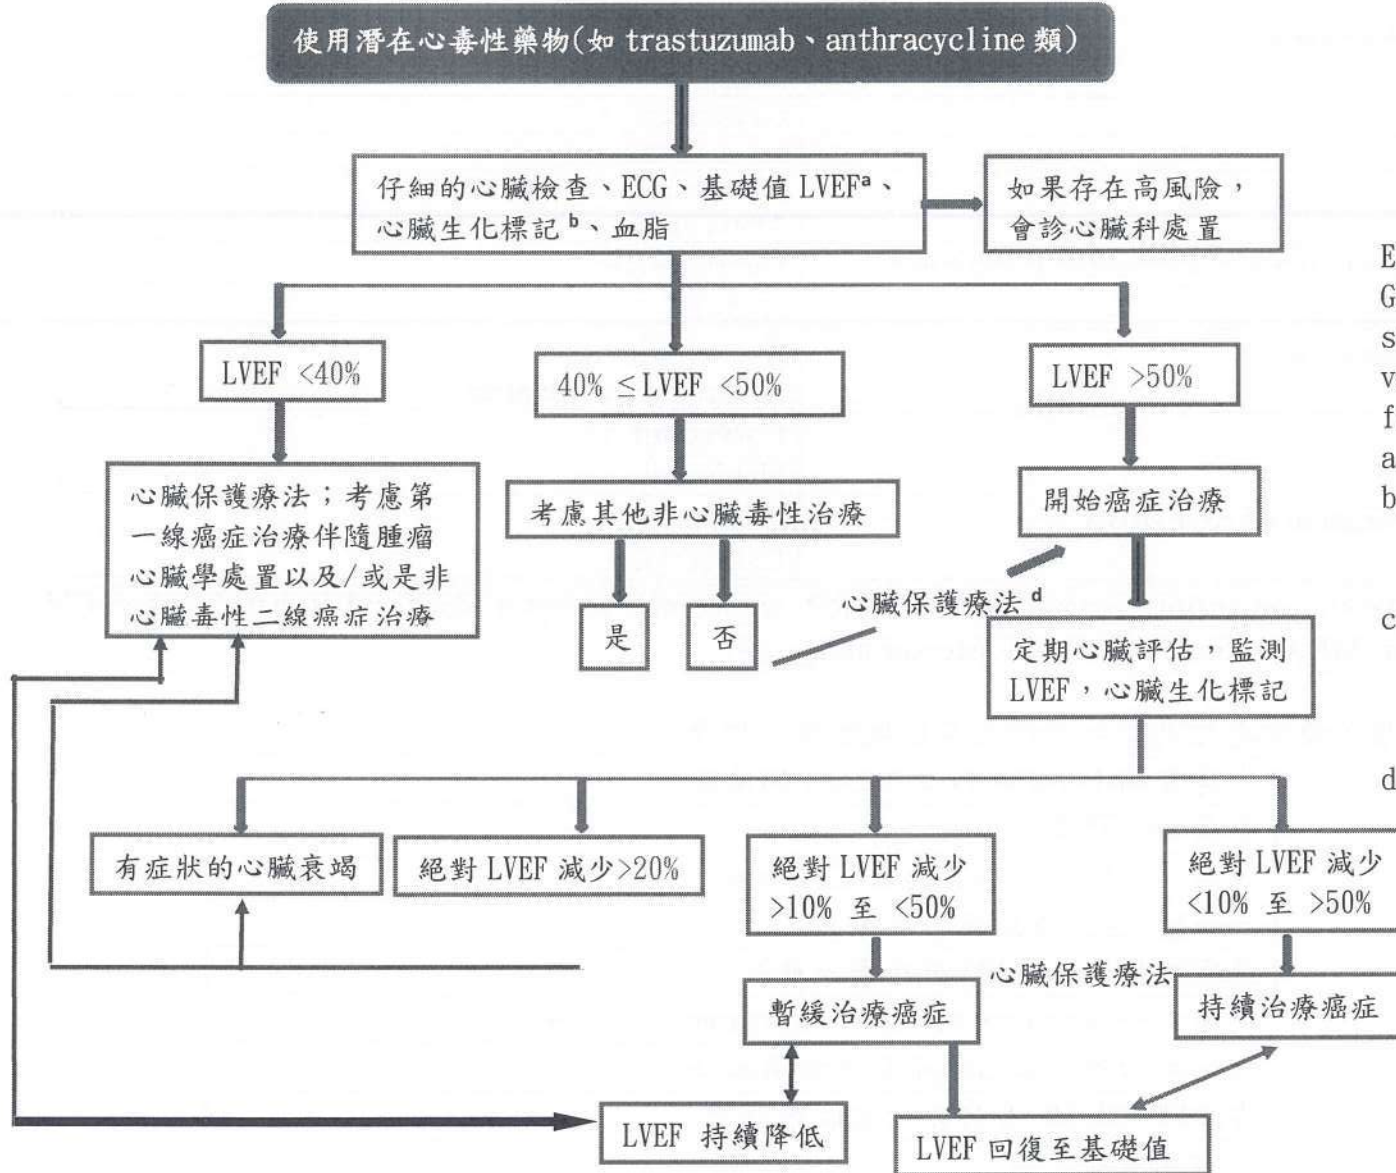 使用潛在心毒性藥物(如 trastuzumab、anthracycline 類)
仔細的心臟檢查、ECG、基礎值 LVEFᵃ、
心臟生化標記 ᵇ、血脂
如果存在高風險，
會診心臟科處置
E
G
s
v
f
a
b
c
d
LVEF <40%
40% ≤LVEF <50%
LVEF >50%
心臟保護療法；考慮第
一線癌症治療伴隨腫瘤
心臟學處置以及/或是非
心臟毒性二線癌症治療
考慮其他非心臟毒性治療
開始癌症治療
是
否
心臟保護療法 ᵈ
定期心臟評估，監測
LVEF，心臟生化標記
有症狀的心臟衰竭
絕對 LVEF 減少>20%
絕對 LVEF 減少
>10% 至 <50%
絕對 LVEF 減少
<10% 至 >50%
心臟保護療法
暫緩治療癌症
持續治療癌症
LVEF 持續降低
LVEF 回復至基礎值